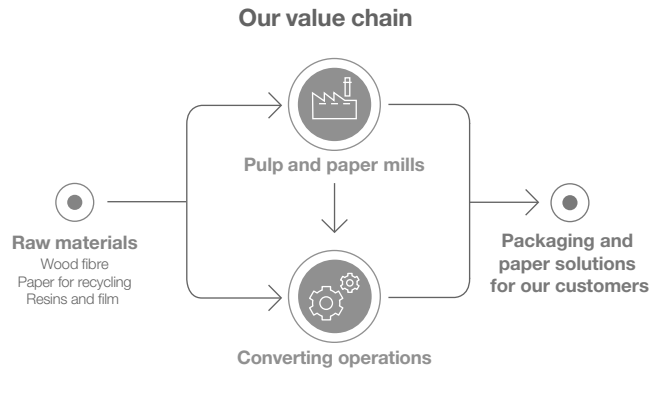 Our value chain
Pulp and paper mills
Raw materials
Wood fibre
Paper for recycling
Resins and film
Packaging and
paper solutions
for our customers
Converting operations